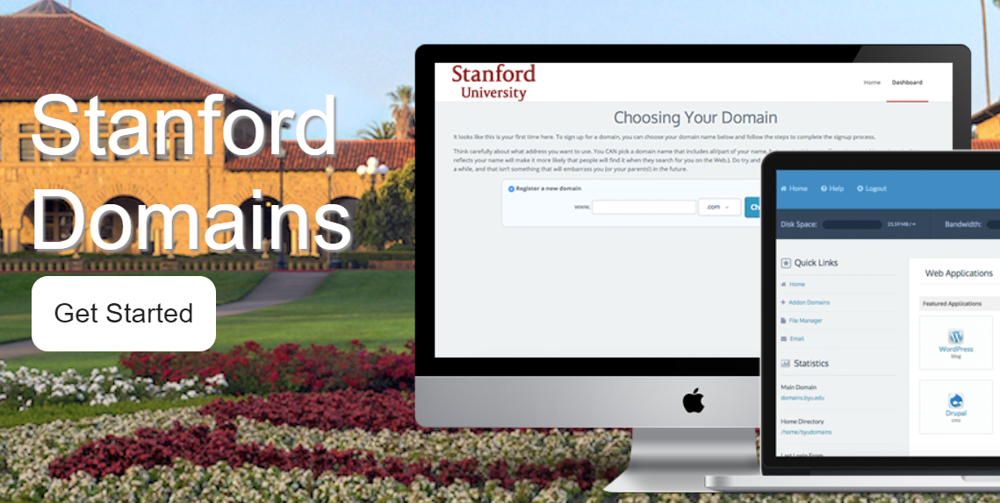 Stanford
Domains
Get Started
Stanford
University
Home Dashboard
Choosing Your Domain
It looks like this is your first time here. To sign up for a domain, you can choose your domain name below and follow the steps to complete the signup process.
Think carefully about what address you want to use. You CAN pick a domain name that includes all/part of your name.
reflects your name will make it more likely that people will find it when they search for you on the Web.). Do try and
a while, and that isn't something that will embarrass you (or your parents!) in the future.
Register a new domain
www. .com Ch
Home Help Logout
Disk Space: 21.59 MB / ∞ Bandwidth:
Quick Links
Home
Addon Domains
File Manager
Email
Statistics
Main Domain
domains.byu.edu
Home Directory
/home/byudomains
Last Login From
Web Applications
Featured Applications
WordPress
blog
Drupal
cms